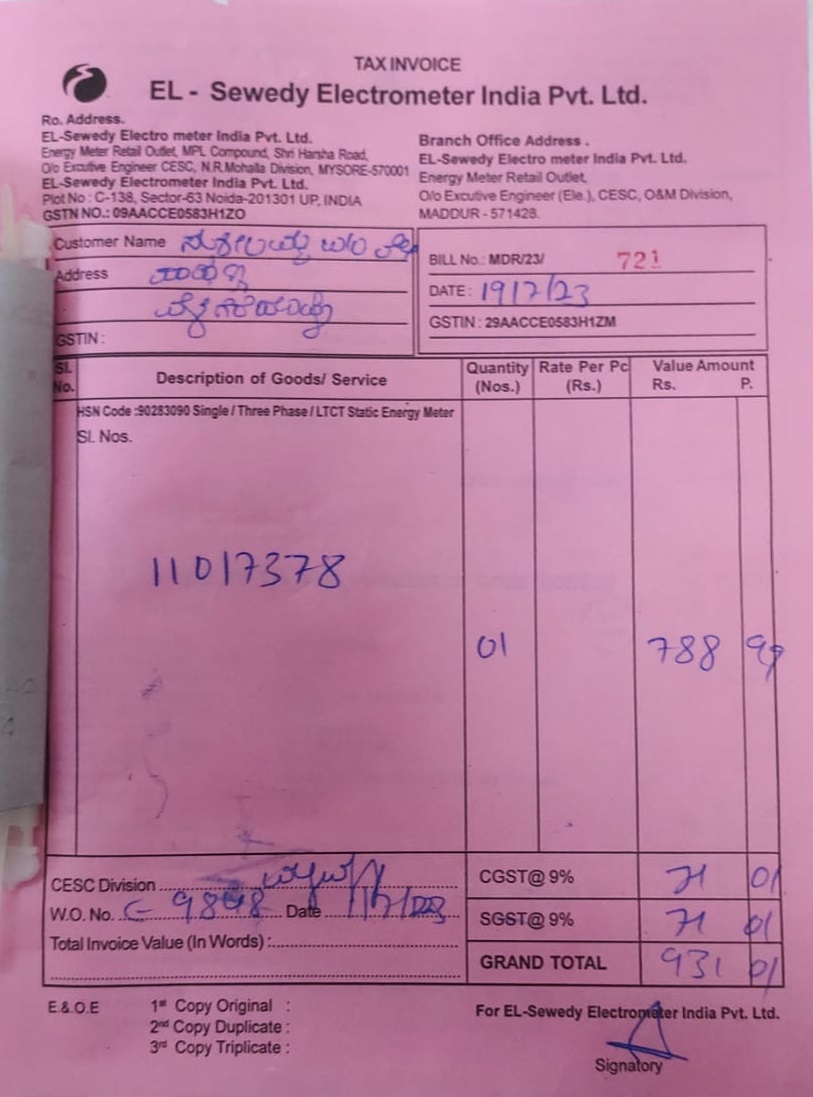 TAX INVOICE
EL - Sewedy Electrometer India Pvt. Ltd.
Ro. Address.
EL-Sewedy Electro meter India Pvt. Ltd.
Energy Meter Retail Outlet, MPL Compound, Shri Harsha Road,
O/o Excutive Engineer CESC, N.R.Mohalla Division, MYSORE-570001
EL-Sewedy Electrometer India Pvt. Ltd.
Plot No : C-138, Sector-63 Noida-201301 UP, INDIA
GSTN NO.: 09AACCE0583H1ZO
Branch Office Address .
EL-Sewedy Electro meter India Pvt. Ltd.
Energy Meter Retail Outlet,
O/o Excutive Engineer (Ele.), CESC, O&M Division,
MADDUR - 571428.
Customer Name
Address
GSTIN :
BILL No.: MDR/23/ 721
DATE : 19/7/23
GSTIN : 29AACCE0583H1ZM
Sl. No. Description of Goods/ Service Quantity (Nos.) Rate Per Pc (Rs.) Value Amount Rs. P.
HSN Code :90283090 Single / Three Phase / LTCT Static Energy Meter
Sl. Nos.
11017378
01 788 99
CESC Division
W.O. No. 9848 Date
Total Invoice Value (In Words) :
CGST@ 9% 71 01
SGST@ 9% 71 01
GRAND TOTAL 931 01
E.& O.E 1st Copy Original :
2nd Copy Duplicate :
3rd Copy Triplicate :
For EL-Sewedy Electrometer India Pvt. Ltd.
Signatory